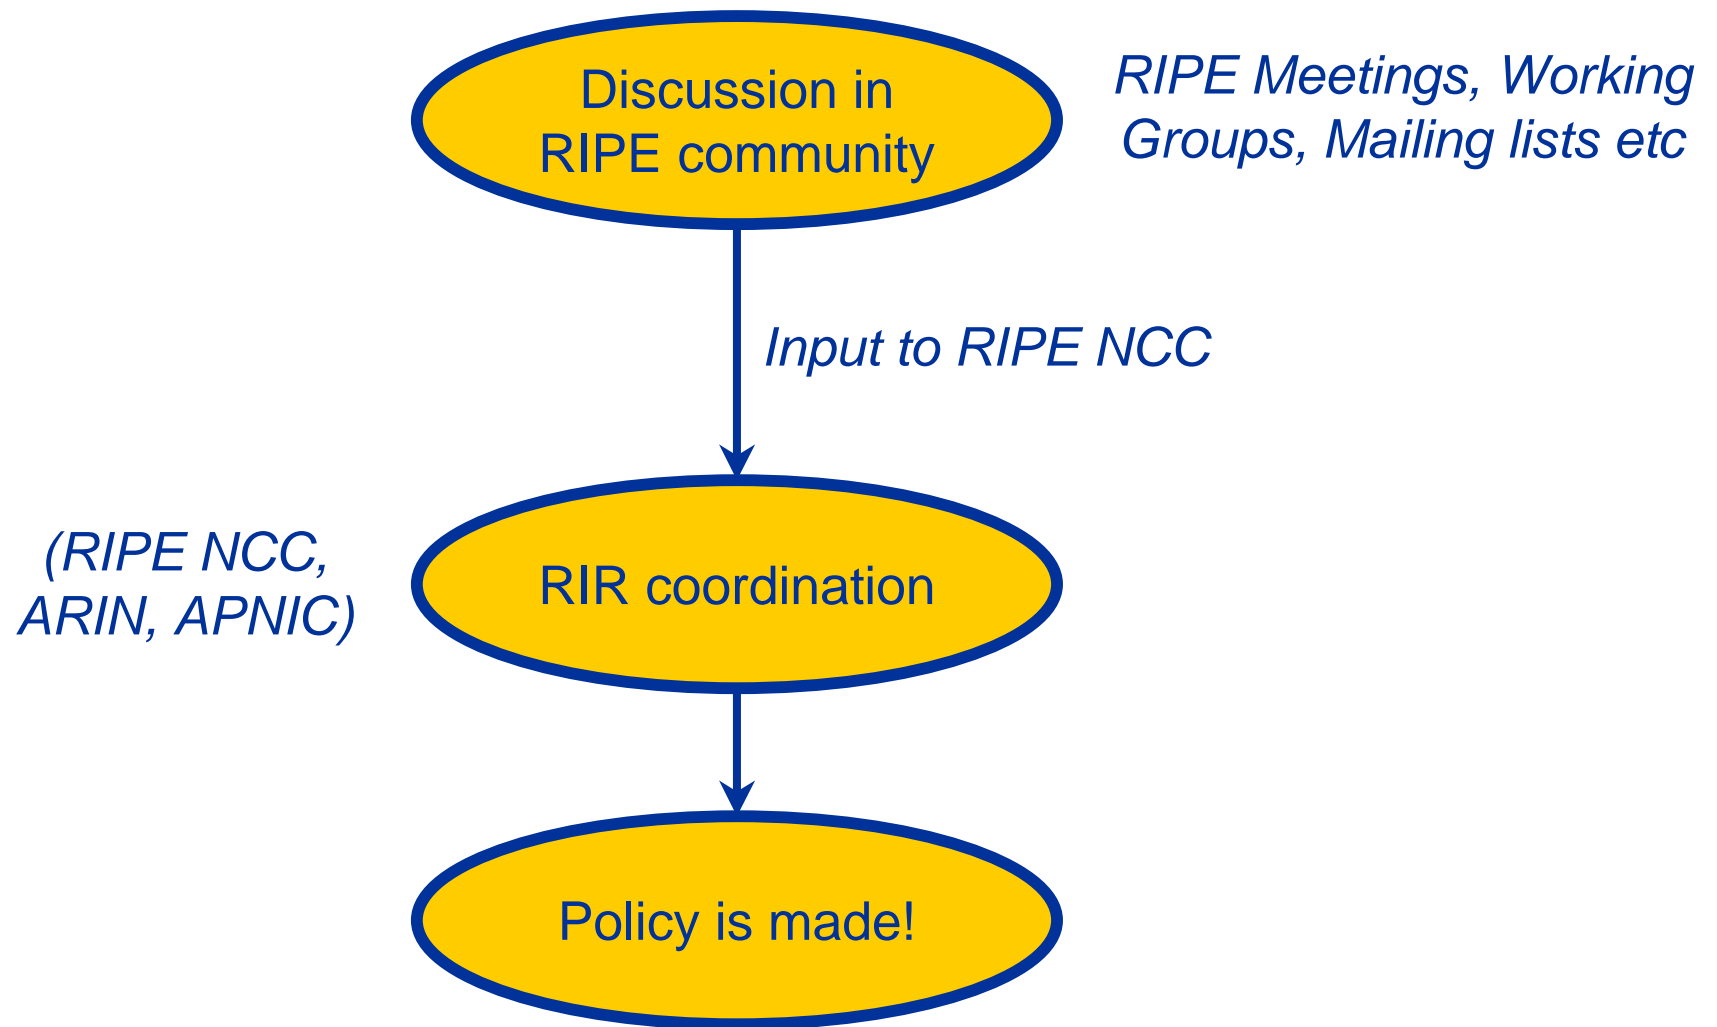 Discussion in
RIPE community
RIPE Meetings, Working
Groups, Mailing lists etc
Input to RIPE NCC
(RIPE NCC,
ARIN, APNIC)
RIR coordination
Policy is made!